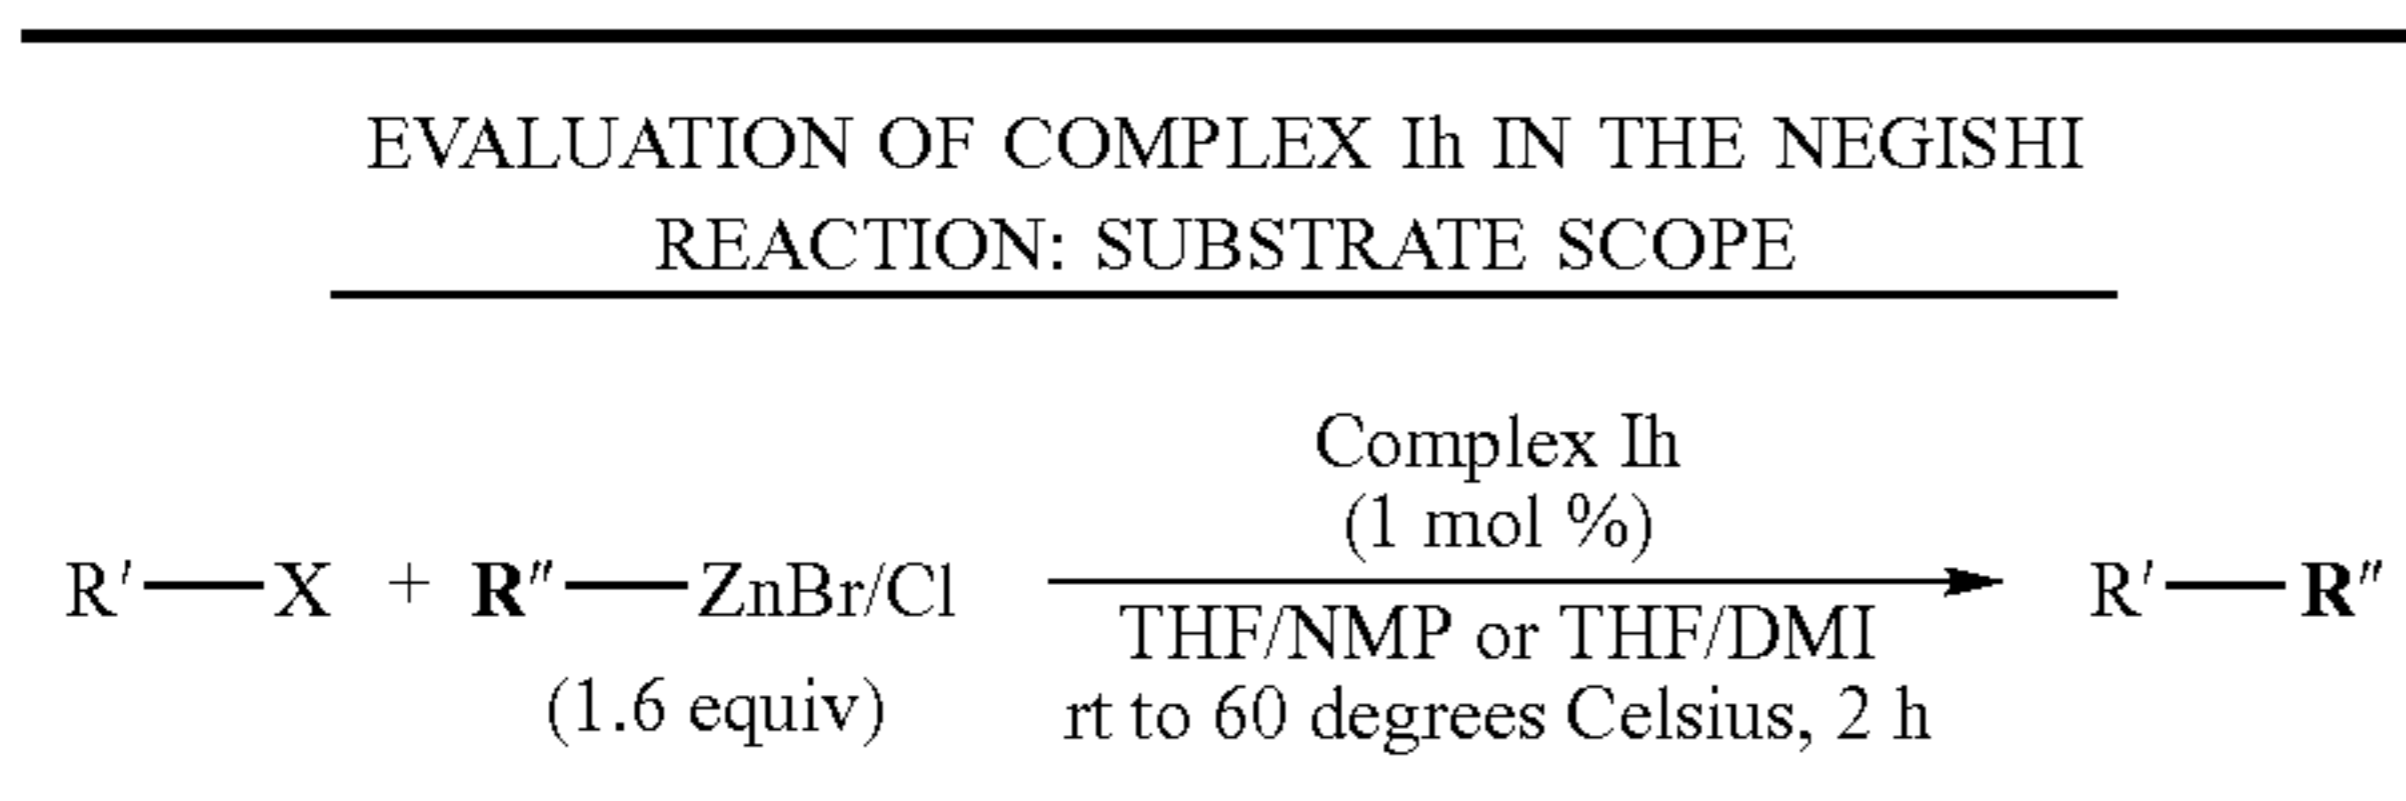 EVALUATION OF COMPLEX Ih IN THE NEGISHI
REACTION: SUBSTRATE SCOPE
Complex Ih
(1 mol %)
R′—X + R″—ZnBr/Cl R′—R″
(1.6 equiv)
THF/NMP or THF/DMI
rt to 60 degrees Celsius, 2 h